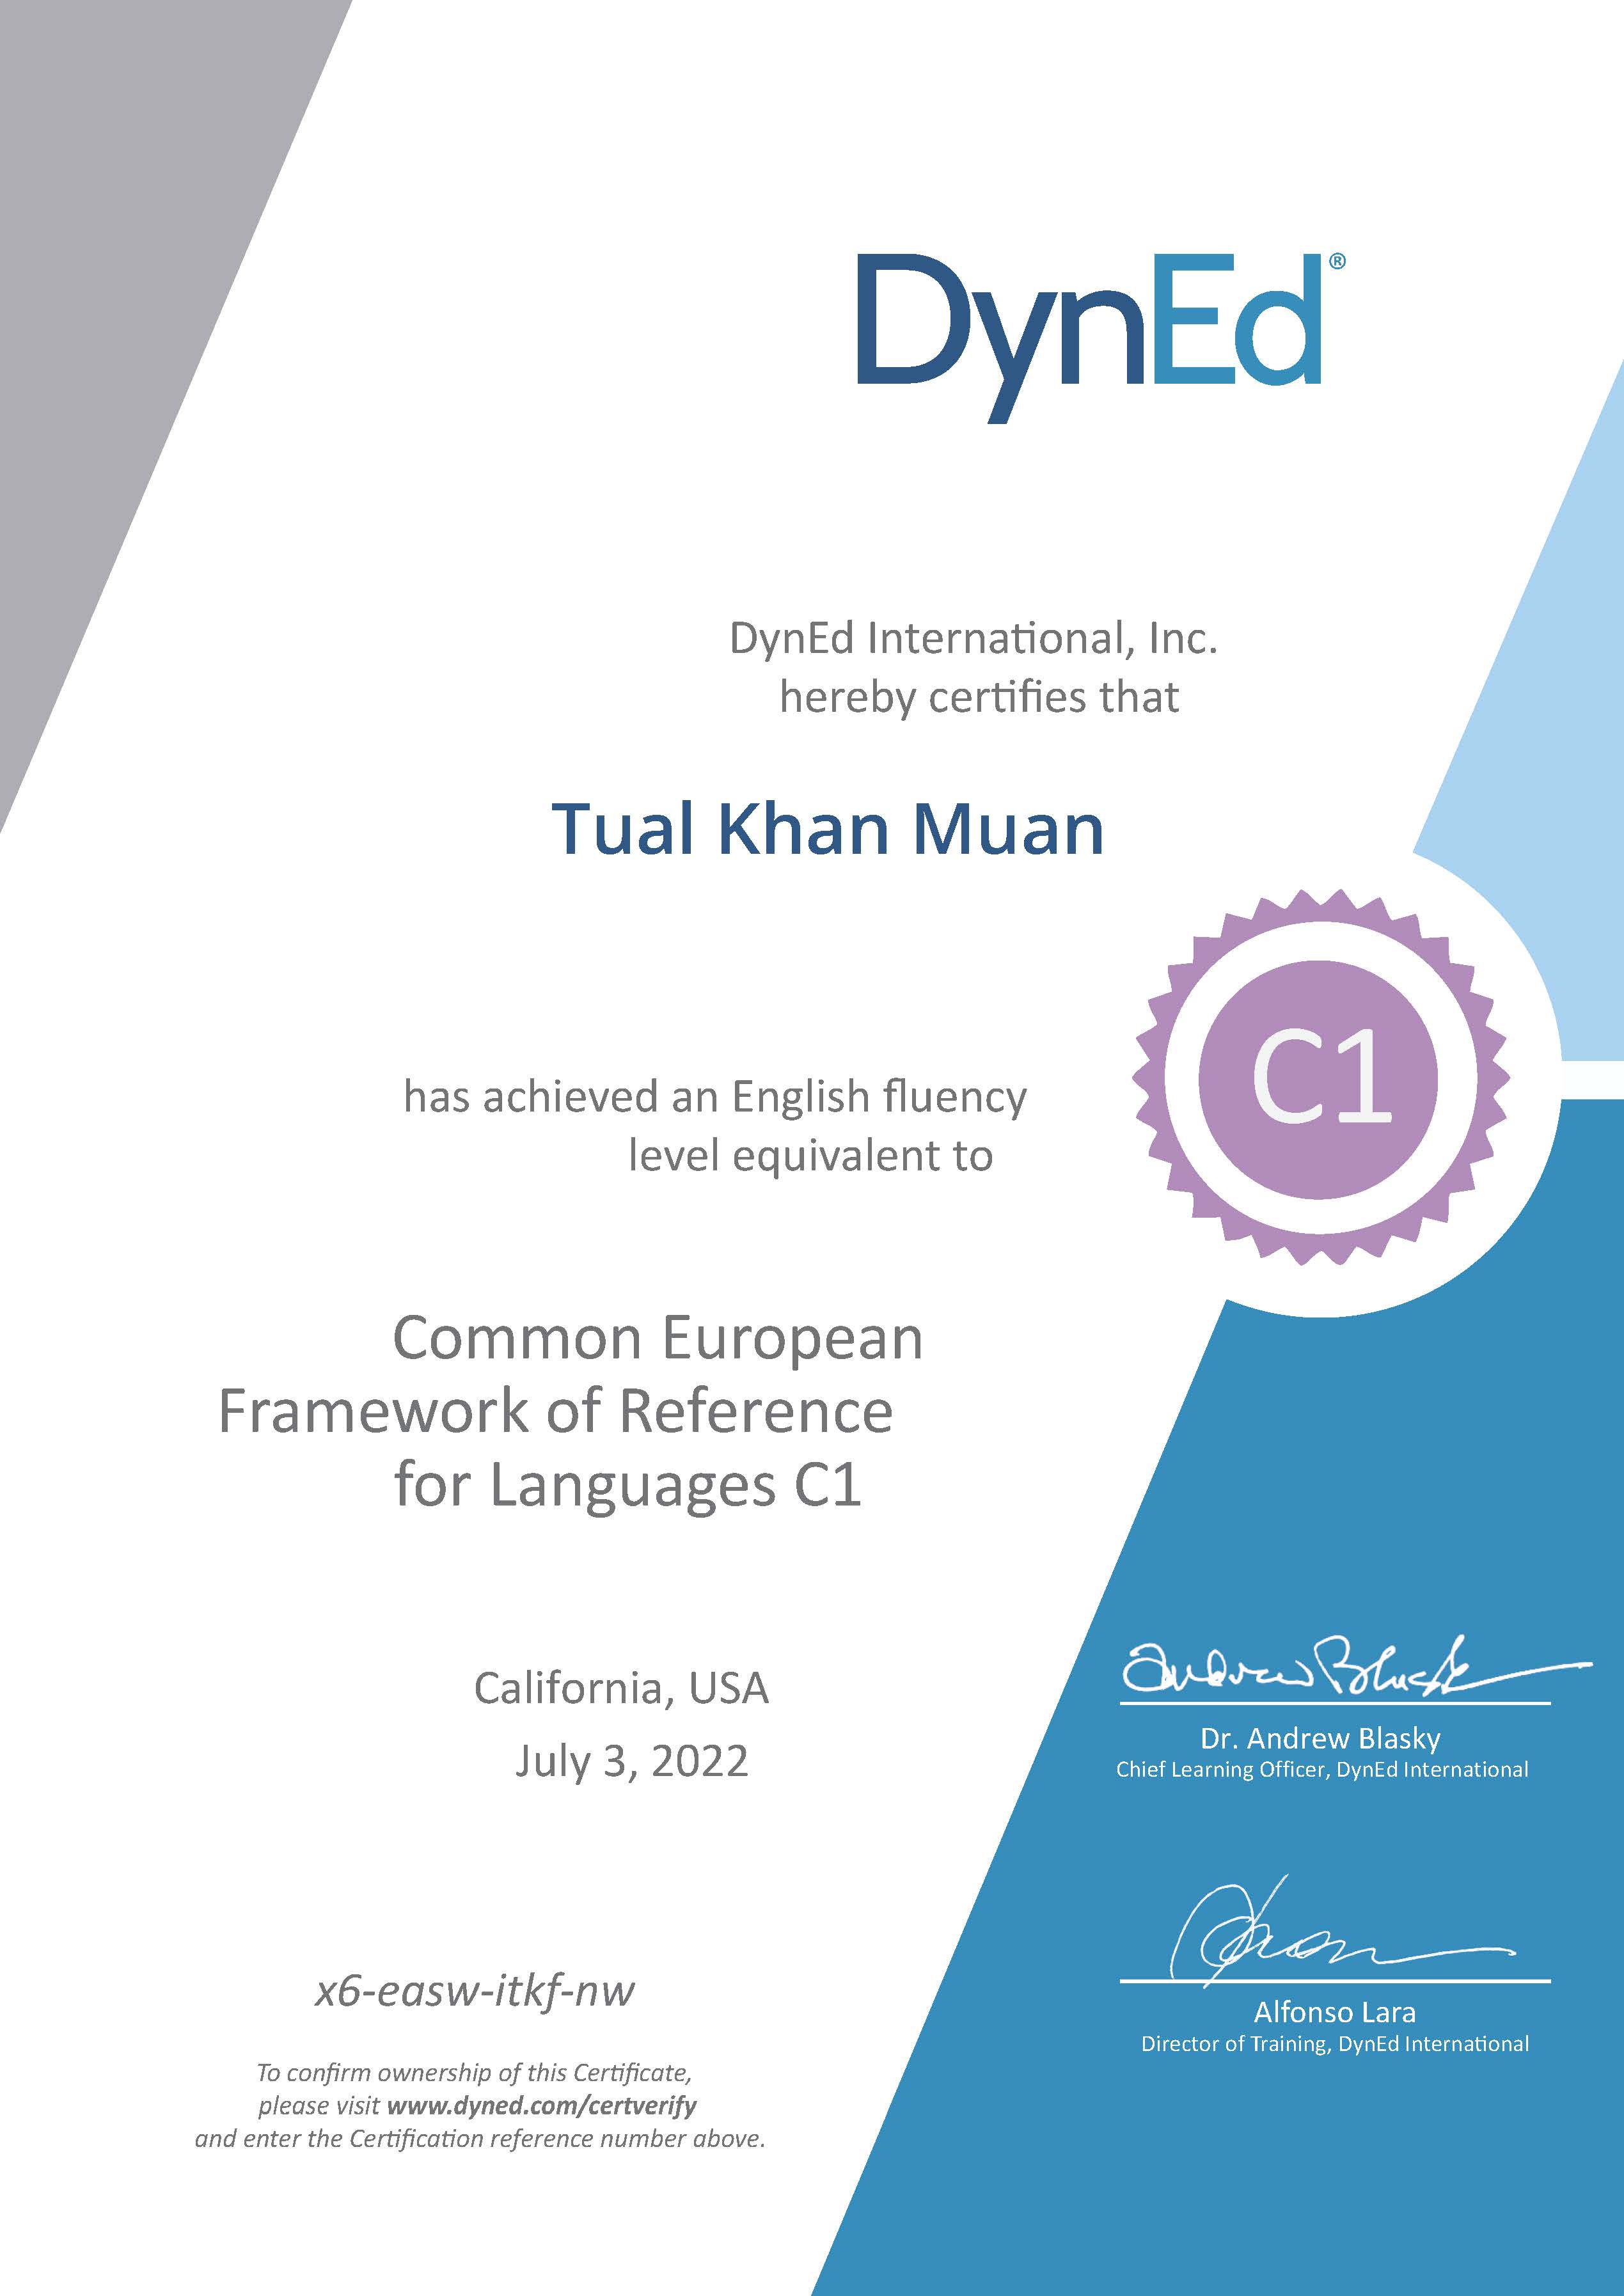 DynEd®
DynEd International, Inc.
hereby certifies that
Tual Khan Muan
C1
has achieved an English fluency
level equivalent to
Common European
Framework of Reference
for Languages C1
California, USA
July 3, 2022
Andrew Blasky
Dr. Andrew Blasky
Chief Learning Officer, DynEd International
Alfonso Lara
Director of Training, DynEd International
x6-easw-itkf-nw
To confirm ownership of this Certificate,
please visit www.dyned.com/certverify
and enter the Certification reference number above.